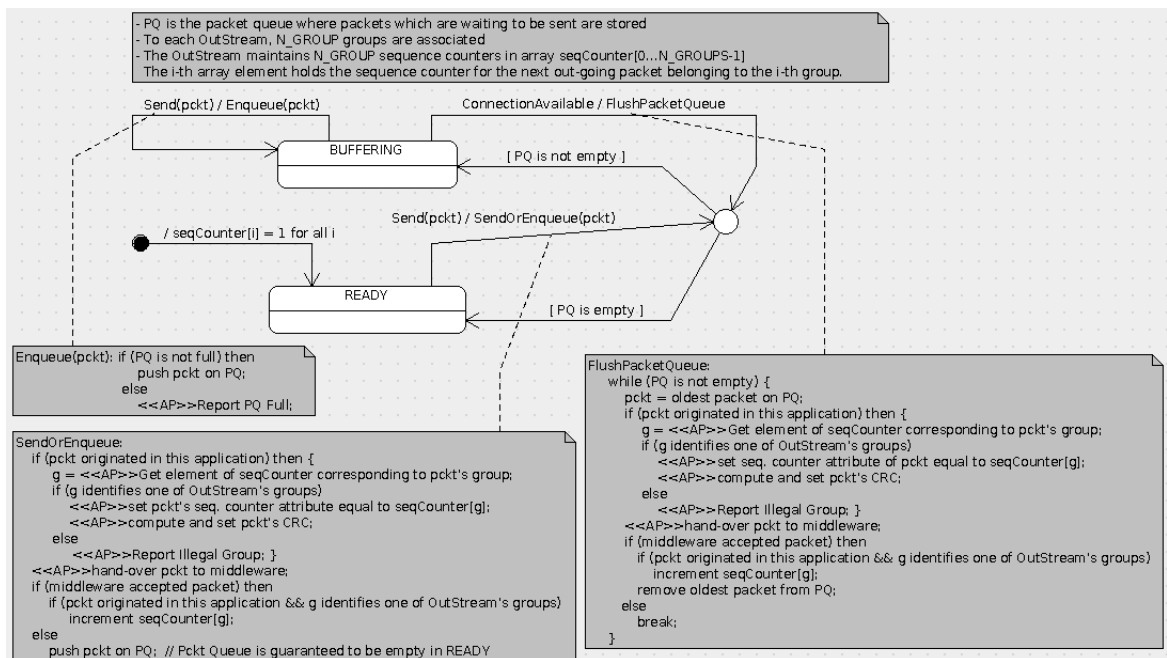 - PQ is the packet queue where packets which are waiting to be sent are stored
- To each OutStream, N_GROUP groups are associated
- The OutStream maintains N_GROUP sequence counters in array seqCounter[0...N_GROUPS-1]
The i-th array element holds the sequence counter for the next out-going packet belonging to the i-th group.
Send(pckt) / Enqueue(pckt)
ConnectionAvailable / FlushPacketQueue
BUFFERING
[ PQ is not empty ]
Send(pckt) / SendOrEnqueue(pckt)
/ seqCounter[i] = 1 for all i
READY
[ PQ is empty ]
Enqueue(pckt): if (PQ is not full) then
push pckt on PQ;
else
<<AP>>Report PQ Full;
SendOrEnqueue:
if (pckt originated in this application) then {
g = <<AP>>Get element of seqCounter corresponding to pckt's group;
if (g identifies one of OutStream's groups)
<<AP>>set pckt's seq. counter attribute equal to seqCounter[g];
<<AP>>compute and set pckt's CRC;
else
<<AP>>Report Illegal Group; }
<<AP>>hand-over pckt to middleware;
if (middleware accepted packet) then
if (pckt originated in this application && g identifies one of OutStream's groups)
increment seqCounter[g];
else
push pckt on PQ; // Pckt Queue is guaranteed to be empty in READY
FlushPacketQueue:
while (PQ is not empty) {
pckt = oldest packet on PQ;
if (pckt originated in this application) then {
g = <<AP>>Get element of seqCounter corresponding to pckt's group;
if (g identifies one of OutStream's groups)
<<AP>>set seq. counter attribute of pckt equal to seqCounter[g];
<<AP>>compute and set pckt's CRC;
else
<<AP>>Report Illegal Group; }
<<AP>>hand-over pckt to middleware;
if (middleware accepted packet) then
if (pckt originated in this application && g identifies one of OutStream's groups)
increment seqCounter[g];
remove oldest packet from PQ;
else
break;
}